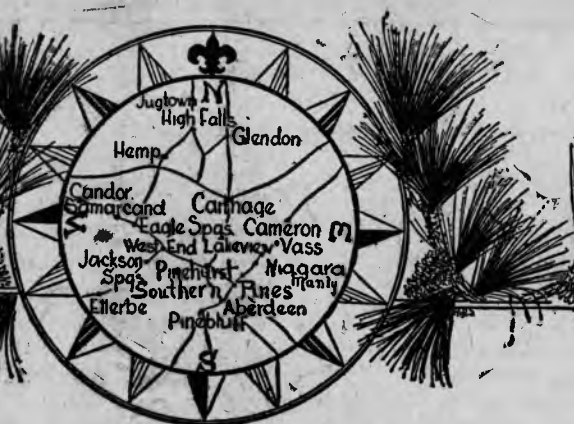 N
Jugtown
High Falls
Glendon
Hemp
Candor
Samarcand
Carthage
Eagle Spgs.
Cameron
E
West End
Lakeview
Vass
Jackson
Spgs.
Pinehurst
Niagara
Manly
Southern Pines
Ellerbe
Aberdeen
Pinebluff
S